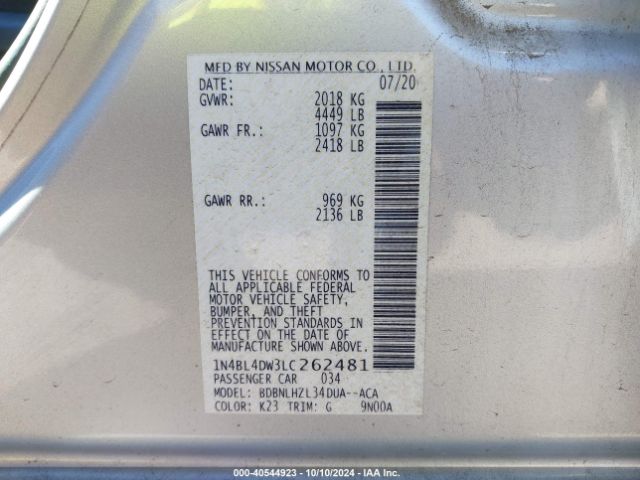 MFD BY NISSAN MOTOR CO., LTD.
DATE: 07/20
GVWR: 2018 KG
4449 LB
GAWR FR.: 1097 KG
2418 LB
GAWR RR.: 969 KG
2136 LB
THIS VEHICLE CONFORMS TO
ALL APPLICABLE FEDERAL
MOTOR VEHICLE SAFETY,
BUMPER, AND THEFT
PREVENTION STANDARDS IN
EFFECT ON THE DATE OF
MANUFACTURE SHOWN ABOVE.
1N4BL4DW3LC262481
PASSENGER CAR 034
MODEL: BDBNLHZL34DUA--ACA
COLOR: K23 TRIM: G 9N00A
000-40544923 - 10/10/2024 - IAA Inc.